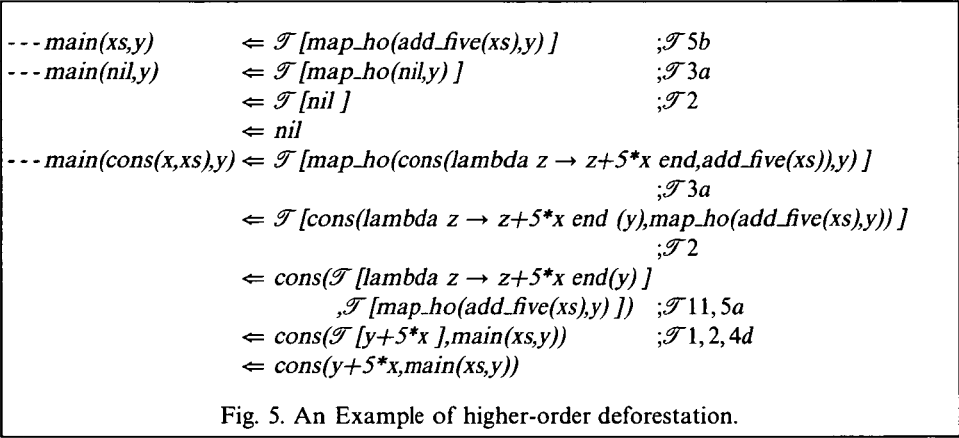 ---main(xs,y) ⇐ 𝒯 [map_ho(add_five(xs),y) ] ;𝒯 5b
---main(nil,y) ⇐ 𝒯 [map_ho(nil,y) ] ;𝒯 3a
⇐ 𝒯 [nil ] ;𝒯 2
⇐ nil
---main(cons(x,xs),y) ⇐ 𝒯 [map_ho(cons(lambda z → z+5*x end,add_five(xs)),y) ]
;𝒯 3a
⇐ 𝒯 [cons(lambda z → z+5*x end (y),map_ho(add_five(xs),y)) ]
;𝒯 2
⇐ cons(𝒯 [lambda z → z+5*x end(y) ]
,𝒯 [map_ho(add_five(xs),y) ]) ;𝒯 11, 5a
⇐ cons(𝒯 [y+5*x ],main(xs,y)) ;𝒯 1, 2, 4d
⇐ cons(y+5*x,main(xs,y))
Fig. 5. An Example of higher-order deforestation.